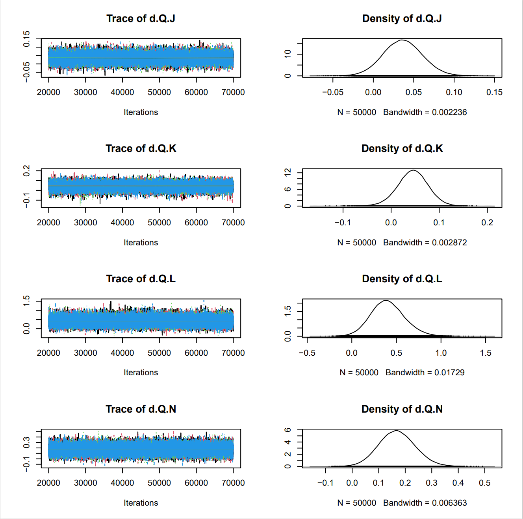 Trace of d.Q.J
Density of d.Q.J
−0.05 0.15
0 10
20000 30000 40000 50000 60000 70000
−0.05 0.00 0.05 0.10 0.15
Iterations
N = 50000 Bandwidth = 0.002236
Trace of d.Q.K
Density of d.Q.K
−0.1 0.2
0 4 8 12
20000 30000 40000 50000 60000 70000
−0.1 0.0 0.1 0.2
Iterations
N = 50000 Bandwidth = 0.002872
Trace of d.Q.L
Density of d.Q.L
0.0 1.5
0.0 1.5
20000 30000 40000 50000 60000 70000
−0.5 0.0 0.5 1.0 1.5
Iterations
N = 50000 Bandwidth = 0.01729
Trace of d.Q.N
Density of d.Q.N
−0.1 0.3
0 2 4 6
20000 30000 40000 50000 60000 70000
−0.1 0.0 0.1 0.2 0.3 0.4 0.5
Iterations
N = 50000 Bandwidth = 0.006363